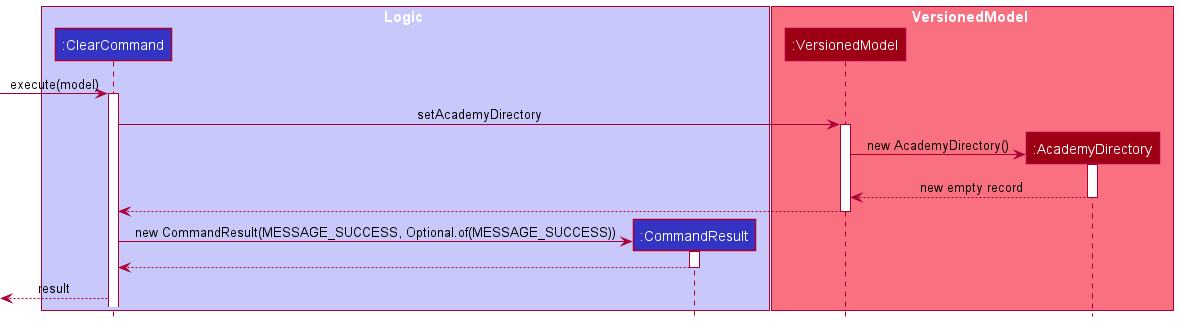 Logic
VersionedModel
:ClearCommand
:VersionedModel
execute(model)
setAcademyDirectory
new AcademyDirectory()
:AcademyDirectory
new empty record
new CommandResult(MESSAGE_SUCCESS, Optional.of(MESSAGE_SUCCESS))
:CommandResult
result